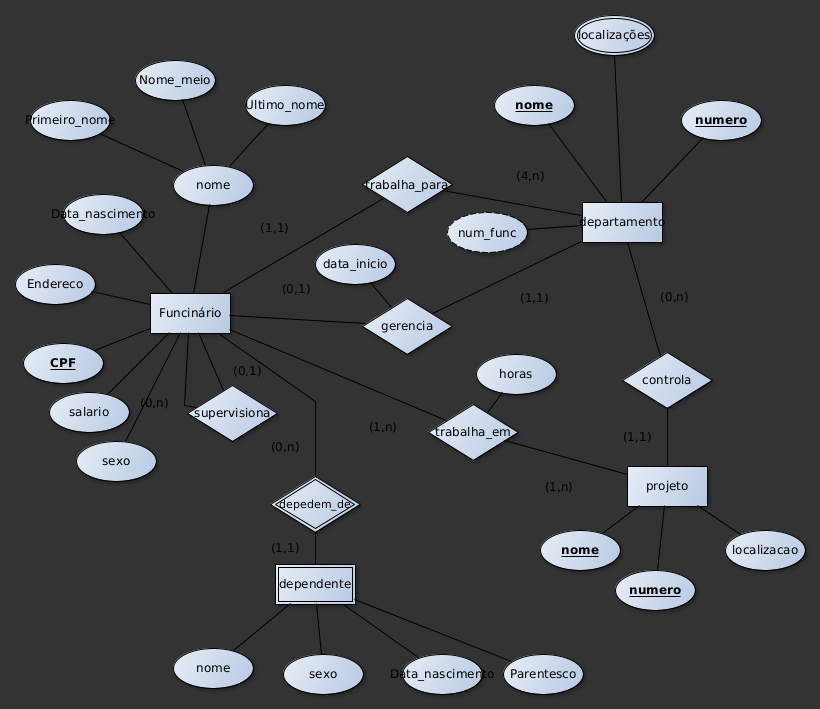 localizações
Nome_meio
Ultimo_nome
nome
Primeiro_nome
numero
nome
trabalha_para
(4,n)
Data_nascimento
departamento
(1,1)
num_func
data_inicio
Endereco
(0,1)
(1,1)
(0,n)
Funcinário
gerencia
CPF
(0,1)
horas
controla
(0,n)
salario
supervisiona
(1,n)
trabalha_em
(1,1)
(0,n)
sexo
(1,n)
projeto
depedem_de
(1,1)
nome
localizacao
dependente
numero
nome
sexo
Data_nascimento
Parentesco